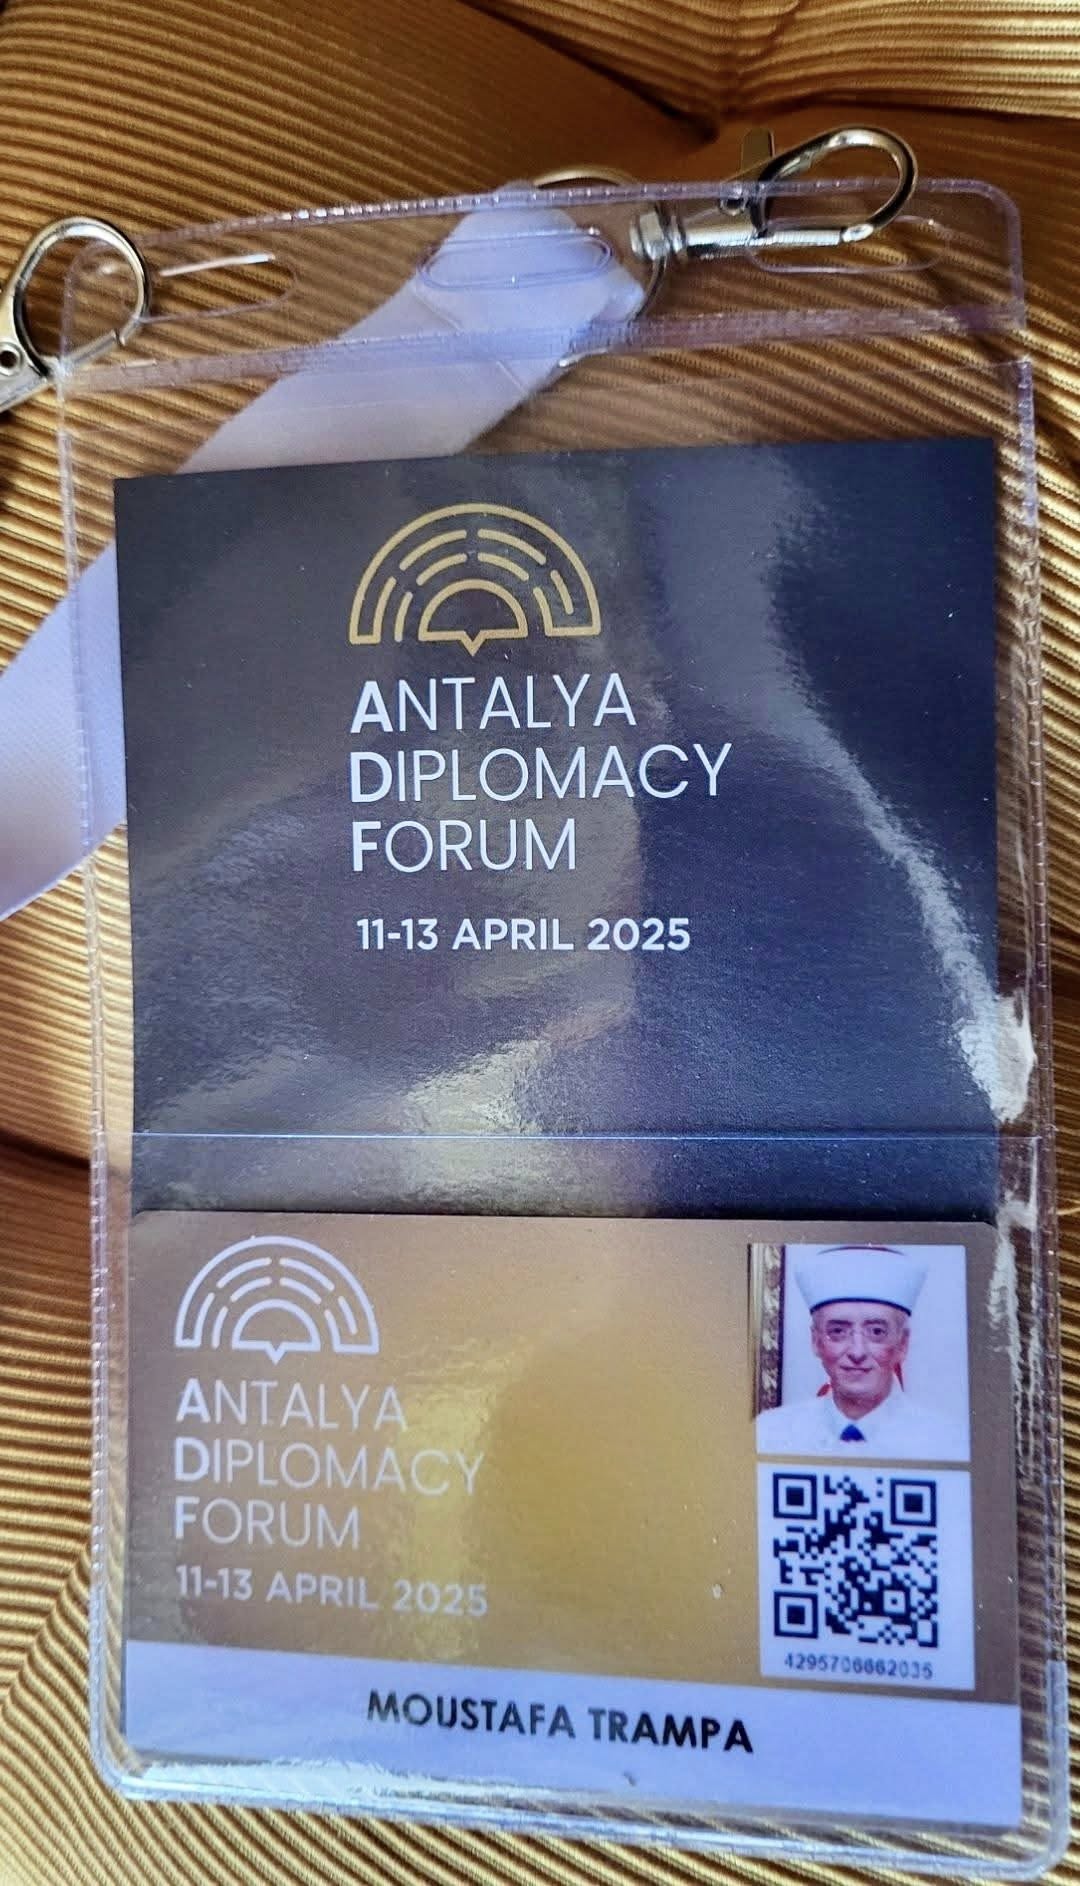 ANTALYA
DIPLOMACY
FORUM
11-13 APRIL 2025
ANTALYA
DIPLOMACY
FORUM
11-13 APRIL 2025
4295706662035
MOUSTAFA TRAMPA